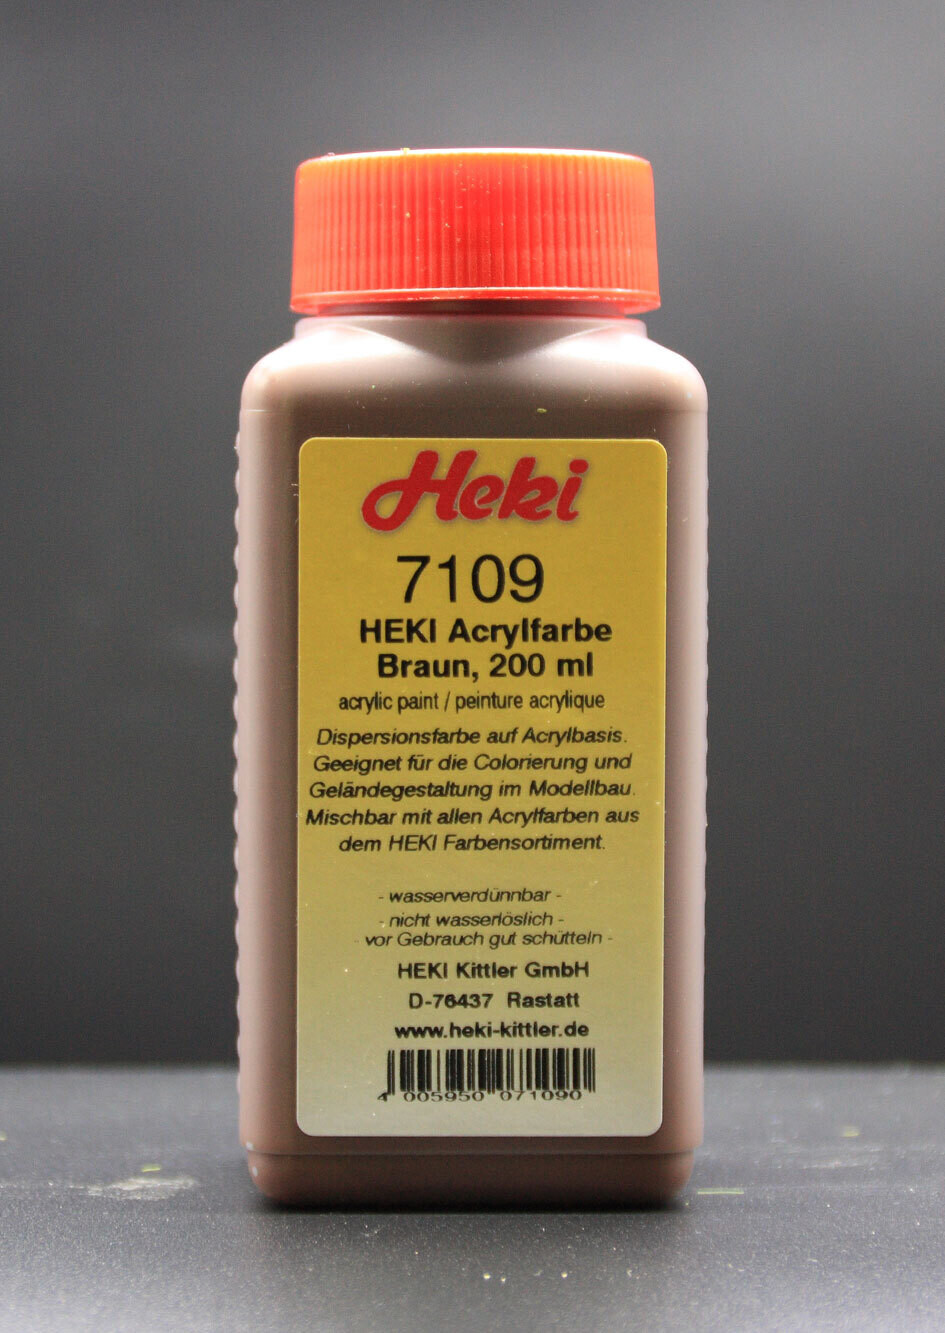 Heki
7109
HEKI Acrylfarbe
Braun, 200 ml
acrylic paint / peinture acrylique
Dispersionsfarbe auf Acrylbasis.
Geeignet für die Colorierung und
Geländegestaltung im Modellbau.
Mischbar mit allen Acrylfarben aus
dem HEKI Farbensortiment.
- wasserverdünnbar -
- nicht wasserlöslich -
- vor Gebrauch gut schütteln -
HEKI Kittler GmbH
D-76437 Rastatt
www.heki-kittler.de
4 005950 071090